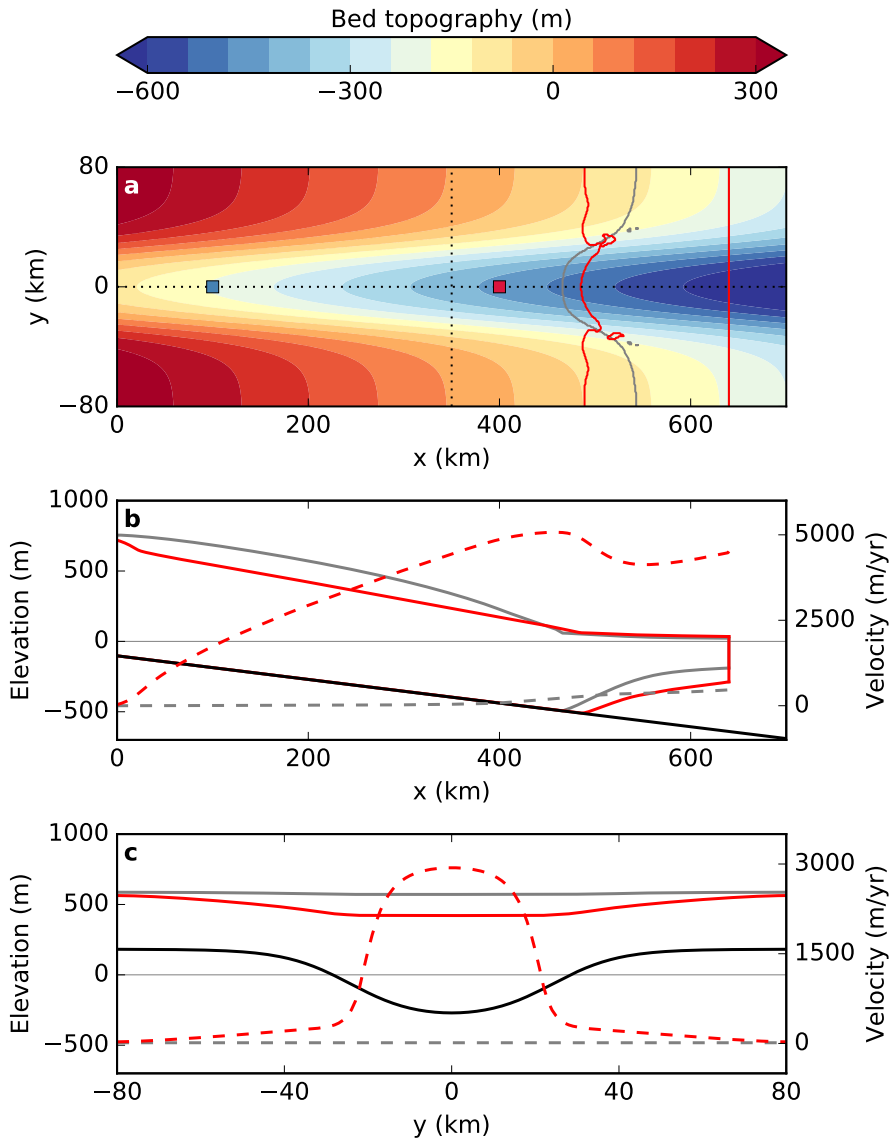 Bed topography (m)
−600 −300 0 300
a
80
0
−80
y (km)
0 200 400 600
x (km)
b
1000
500
0
−500
Elevation (m)
5000
2500
0
Velocity (m/yr)
0 200 400 600
x (km)
c
1000
500
0
−500
Elevation (m)
3000
1500
0
Velocity (m/yr)
−80 −40 0 40 80
y (km)